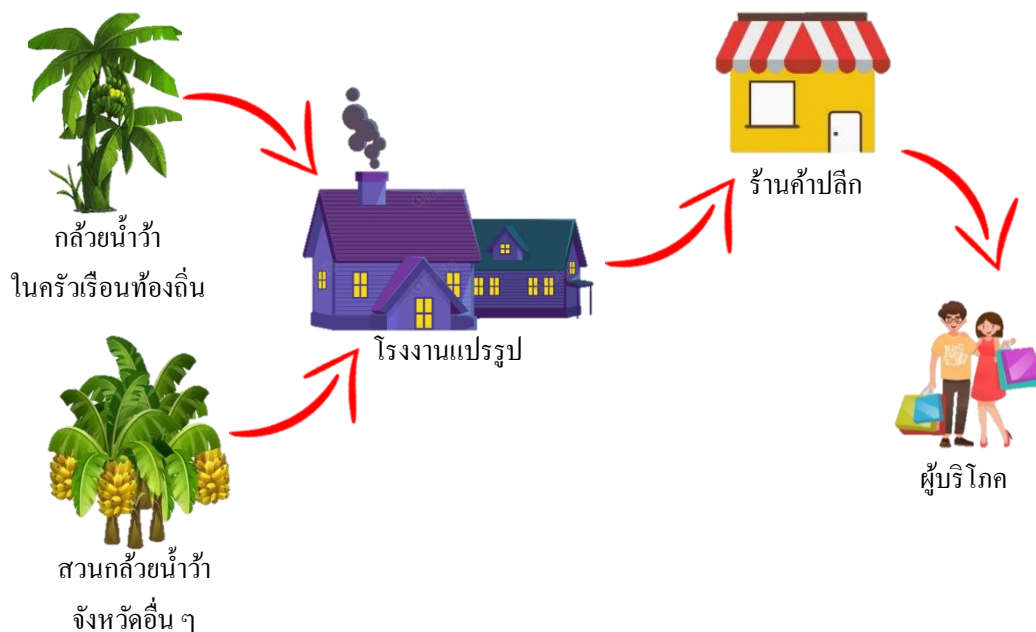 กล้วยน้ำว้า
ในครัวเรือนท้องถิ่น
โรงงานแปรรูป
ร้านค้าปลีก
ผู้บริโภค
สวนกล้วยน้ำว้า
จังหวัดอื่น ๆ